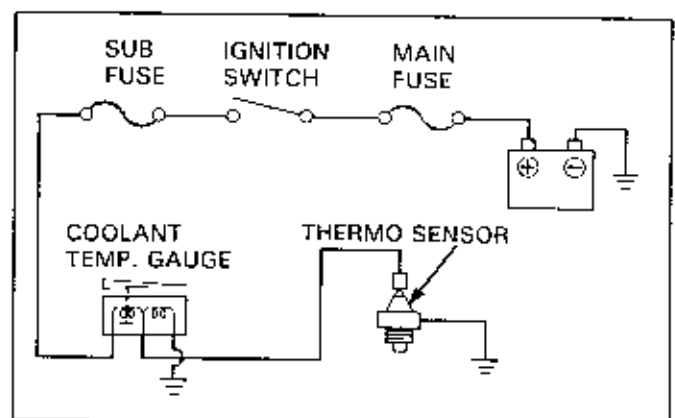 SUB
FUSE
IGNITION
SWITCH
MAIN
FUSE
COOLANT
TEMP. GAUGE
THERMO SENSOR